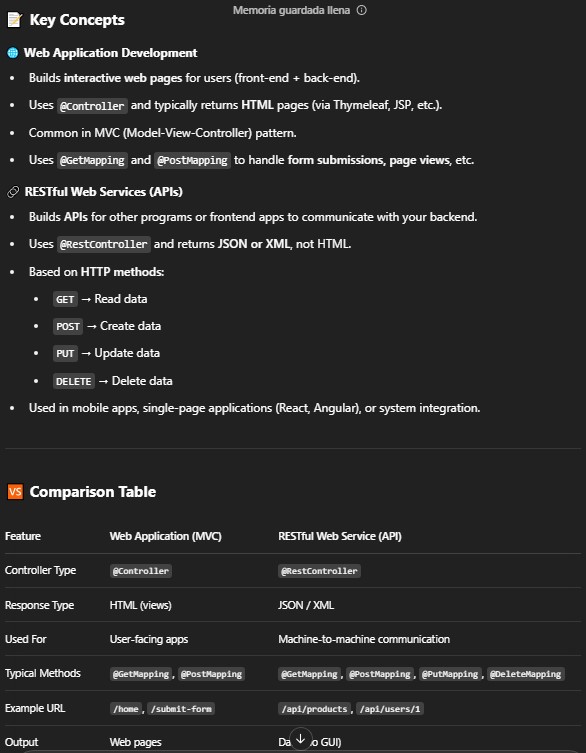 Memoria guardada llena
Key Concepts
Web Application Development
Builds interactive web pages for users (front-end + back-end).
Uses @Controller and typically returns HTML pages (via Thymeleaf, JSP, etc.).
Common in MVC (Model-View-Controller) pattern.
Uses @GetMapping and @PostMapping to handle form submissions, page views, etc.
RESTful Web Services (APIs)
Builds APIs for other programs or frontend apps to communicate with your backend.
Uses @RestController and returns JSON or XML, not HTML.
Based on HTTP methods:
GET → Read data
POST → Create data
PUT → Update data
DELETE → Delete data
Used in mobile apps, single-page applications (React, Angular), or system integration.
VS Comparison Table
Feature Web Application (MVC) RESTful Web Service (API)
Controller Type @Controller @RestController
Response Type HTML (views) JSON / XML
Used For User-facing apps Machine-to-machine communication
Typical Methods @GetMapping, @PostMapping @GetMapping, @PostMapping, @PutMapping, @DeleteMapping
Example URL /home, /submit-form /api/products, /api/users/1
Output Web pages GUI)